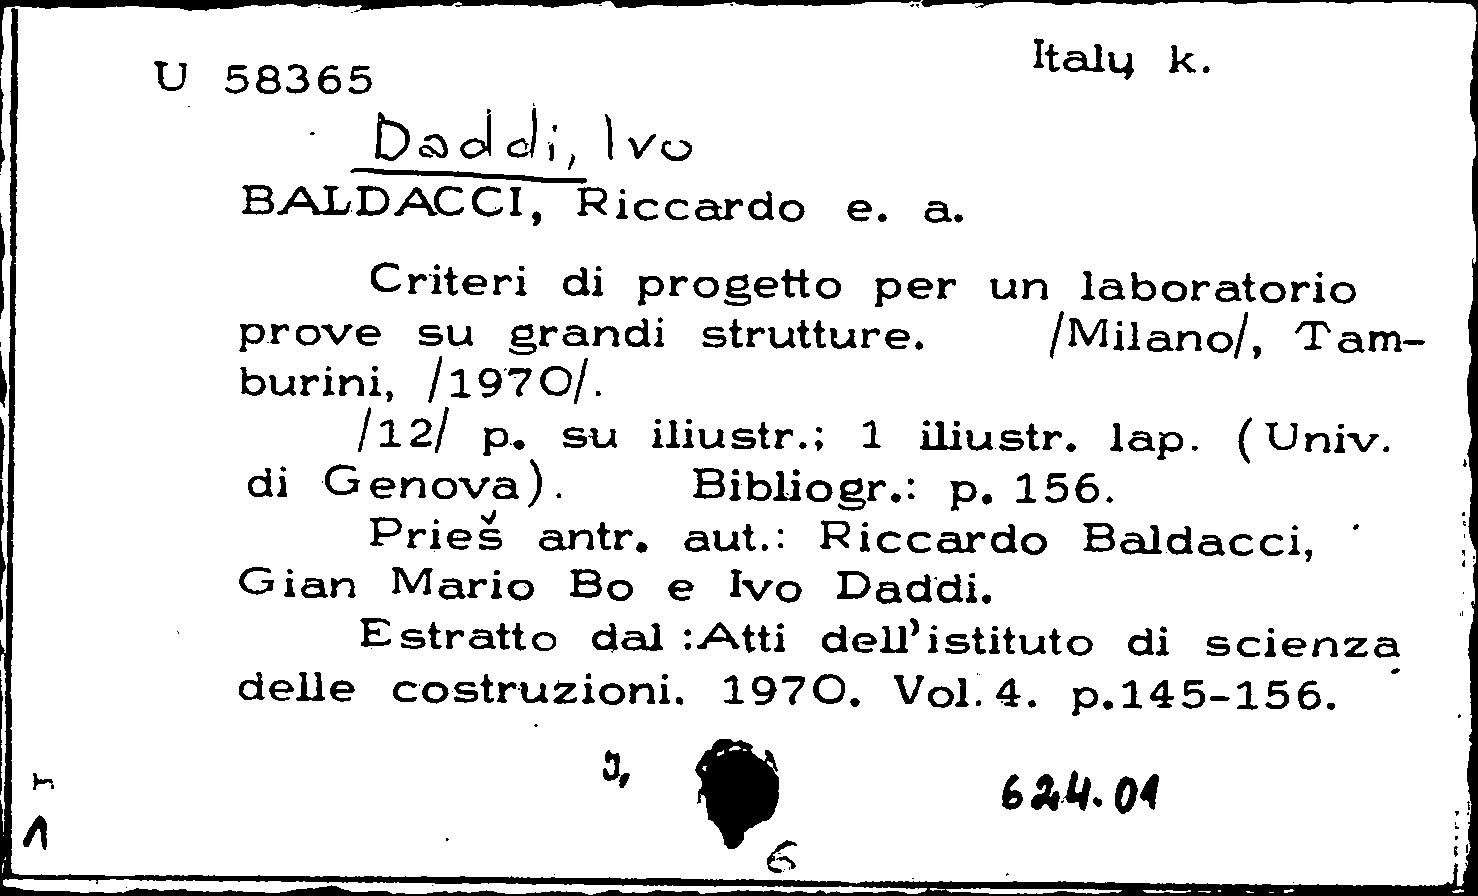 Italų k.
U 58365
Daddi, Ivo
BALDACCI, Riccardo e. a.
Criteri di progetto per un laboratorio
prove su grandi strutture. /Milano/, Tam-
burini, /1970/.
/12/ p. su iliustr.; 1 iliustr. lap. (Univ.
di Genova). Bibliogr.: p. 156.
Prieš antr. aut.: Riccardo Baldacci,
Gian Mario Bo e Ivo Daddi.
Estratto dal :Atti dell'istituto di scienza
delle costruzioni. 1970. Vol. 4. p.145-156.
624.01
1
6